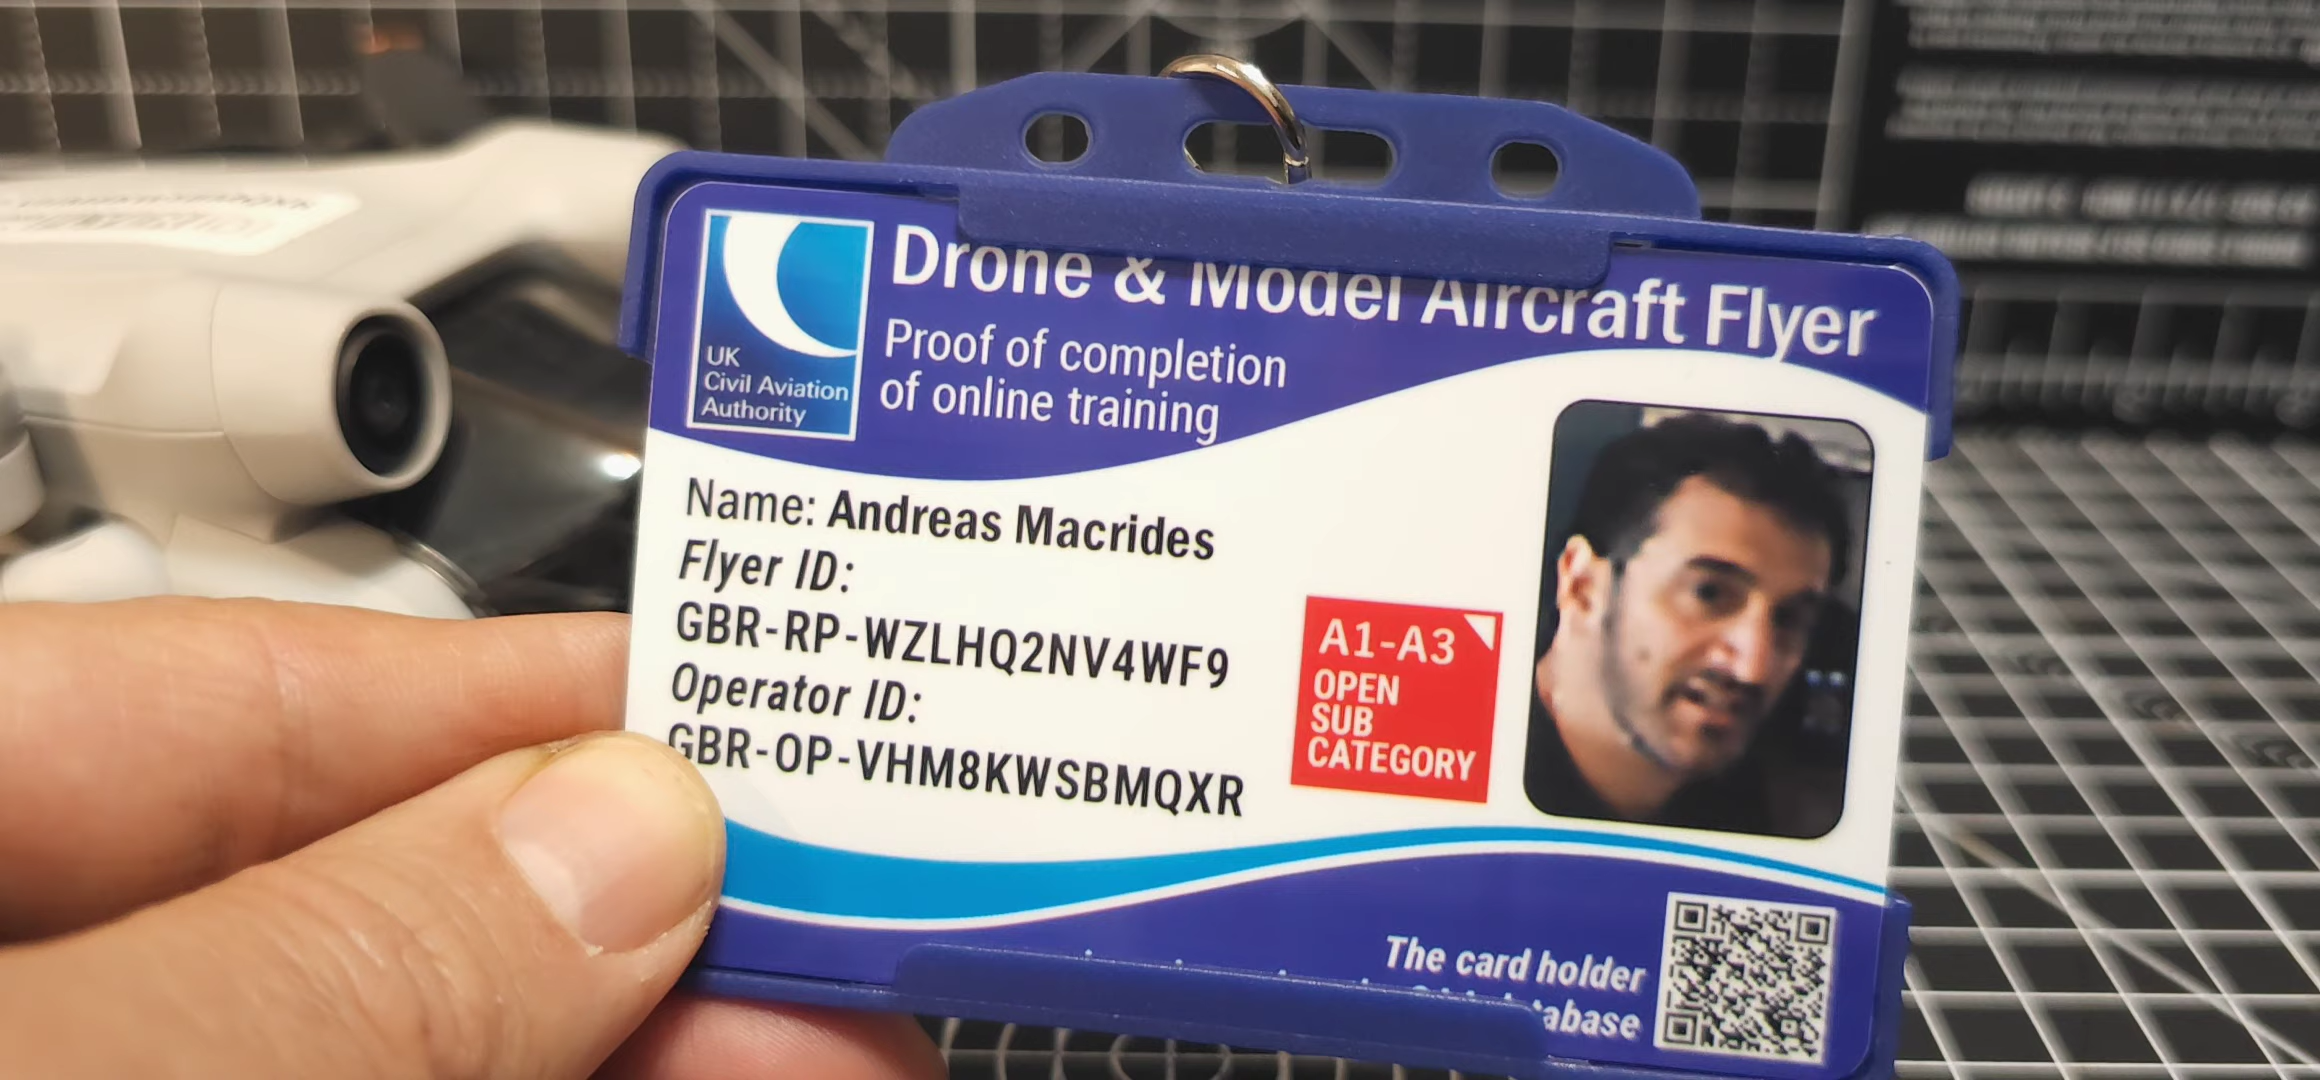 Drone & Model Aircraft Flyer
Proof of completion
of online training
UK
Civil Aviation
Authority
Name: Andreas Macrides
Flyer ID:
GBR-RP-WZLHQ2NV4WF9
Operator ID:
GBR-OP-VHM8KWSBMQXR
A1-A3
OPEN
SUB
CATEGORY
The card holder